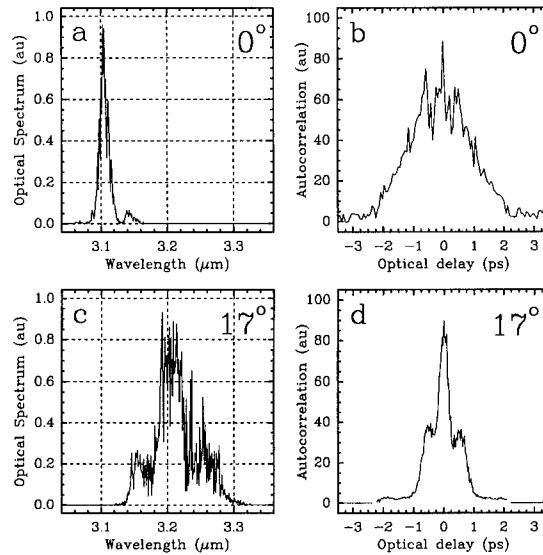 a 0°
Optical Spectrum (au)
1.0
0.8
0.6
0.4
0.2
0.0
3.1 3.2 3.3
Wavelength (μm)
b 0°
Autocorrelation (au)
100
80
60
40
20
0
−3 −2 −1 0 1 2 3
Optical delay (ps)
c 17°
Optical Spectrum (au)
1.0
0.8
0.6
0.4
0.2
0.0
3.1 3.2 3.3
Wavelength (μm)
d 17°
Autocorrelation (au)
100
80
60
40
20
0
−3 −2 −1 0 1 2 3
Optical delay (ps)